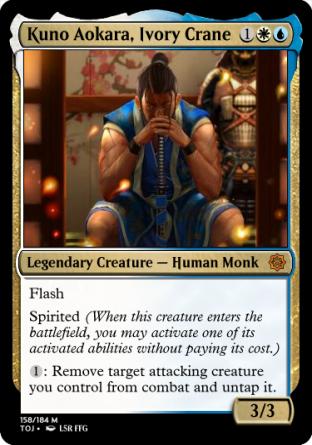 Kuno Aokara, Ivory Crane 1
Legendary Creature — Human Monk
Flash
Spirited (When this creature enters the
battlefield, you may activate one of its
activated abilities without paying its cost.)
1: Remove target attacking creature
you control from combat and untap it.
3/3
158/184 M
TOJ • LSR FFG